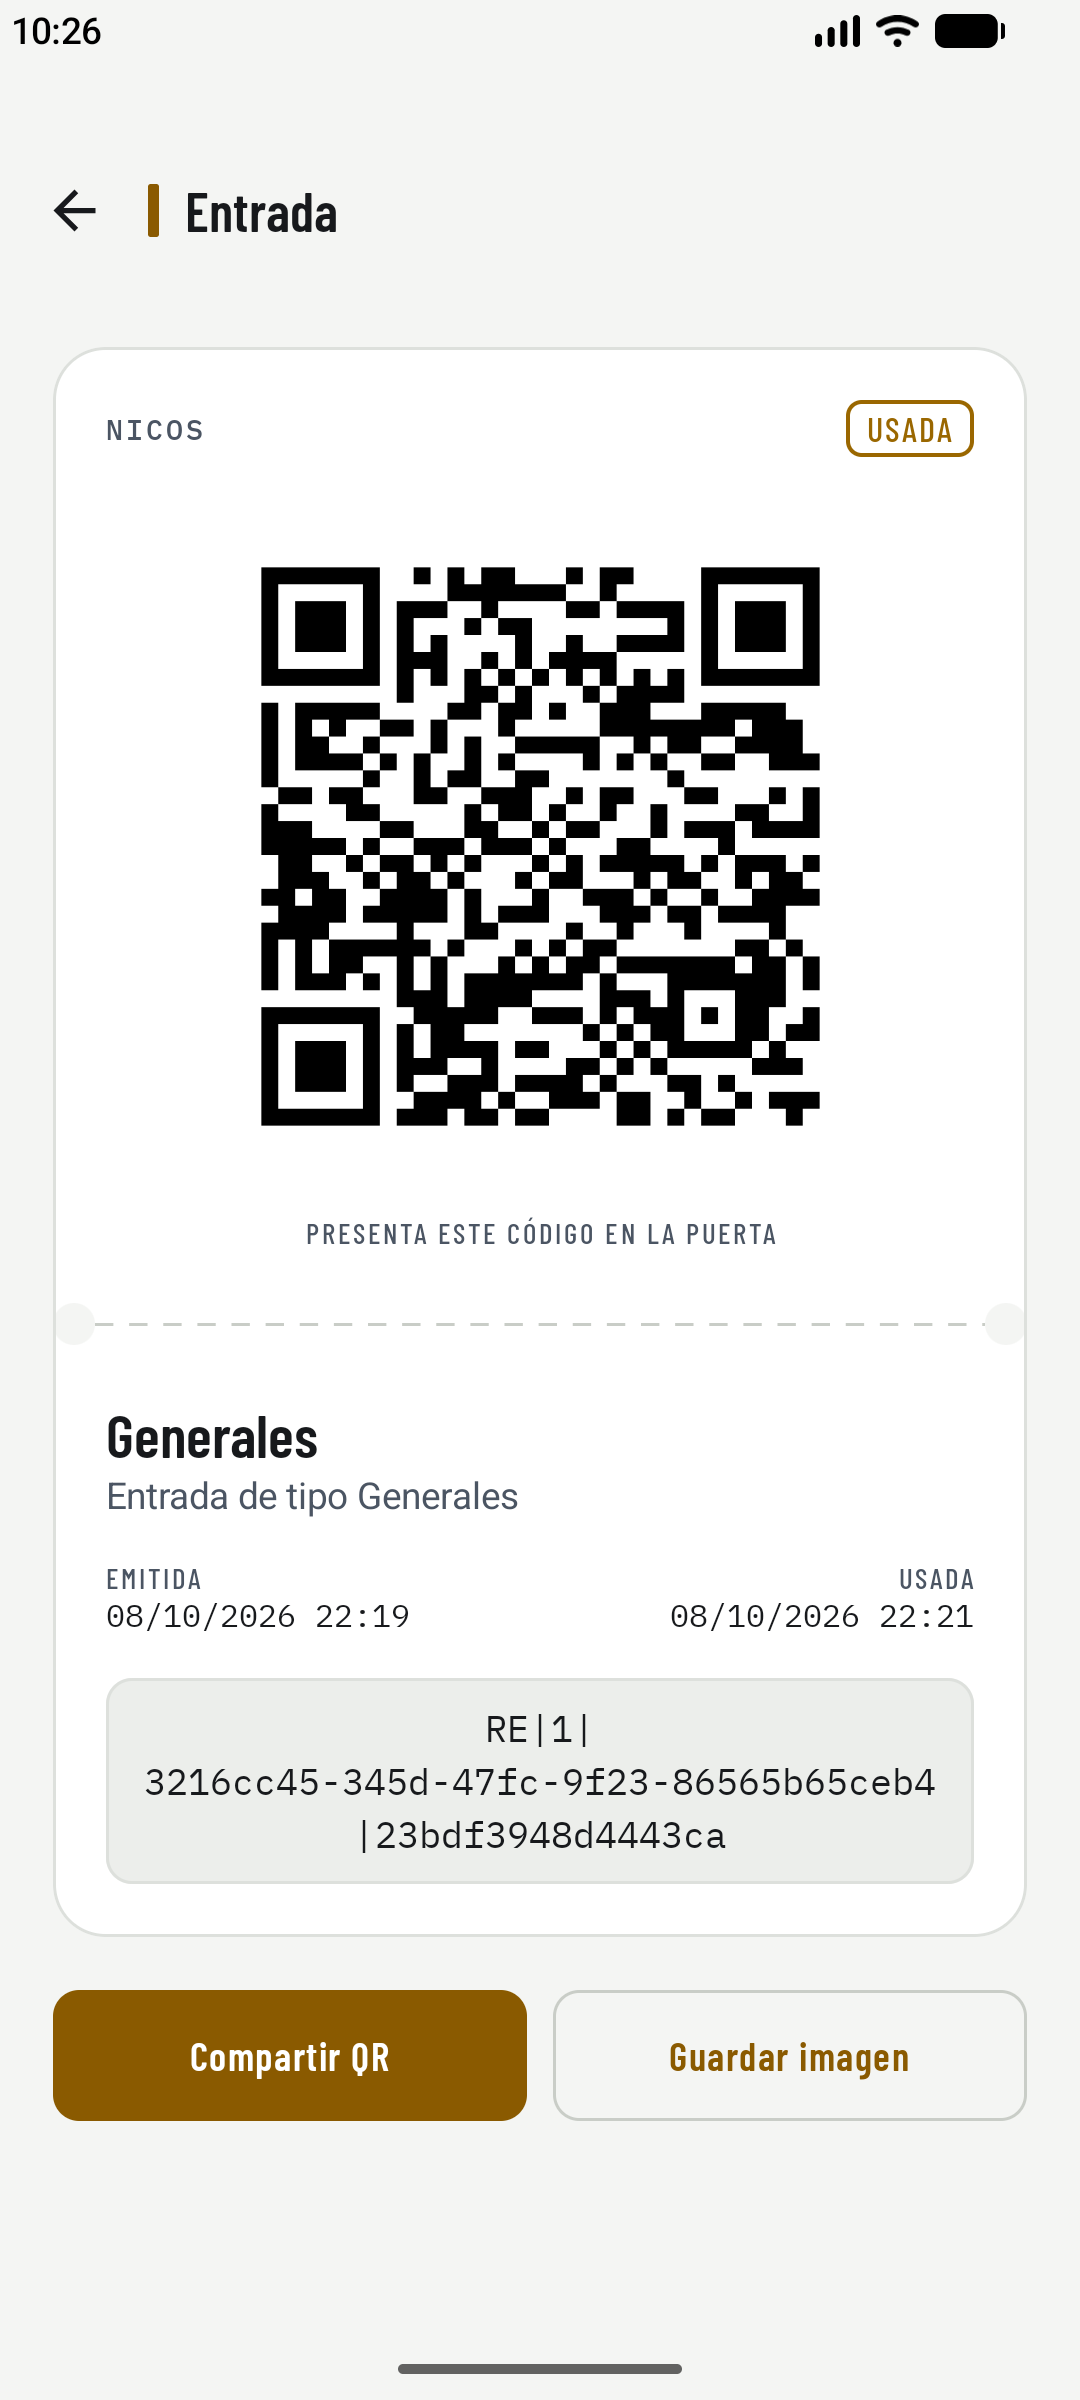 10:26
Entrada
NICOS
USADA
PRESENTA ESTE CÓDIGO EN LA PUERTA
Generales
Entrada de tipo Generales
EMITIDA
USADA
08/10/2026 22:19
08/10/2026 22:21
RE|1|
3216cc45-345d-47fc-9f23-86565b65ceb4
|23bdf3948d4443ca
Compartir QR
Guardar imagen